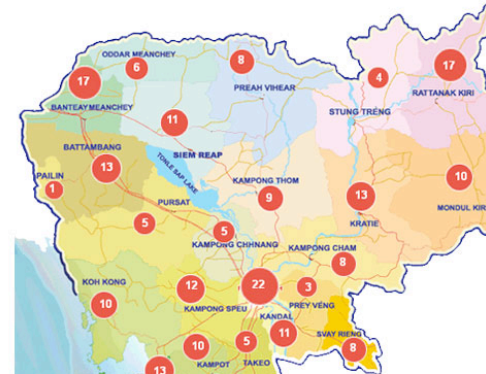 ODDAR MEANCHEY
6
8
17
PREAH VIHEAR
4
17
RATTANAK KIRI
BANTEAYMEANCHEY
11
STUNG TRENG
BATTAMBANG
SIEM REAP
13
TONLE SAP LAKE
PAILIN
1
KAMPONG THOM
9
13
10
MONDUL KIR
PURSAT
5
5
KRATIE
KAMPONG CHHNANG
KAMPONG CHAM
8
KOH KONG
10
12
22
3
KAMPONG SPEU
PREY VÉNG
KANDAL
SVAY RIENG
11
10
5
8
KAMPOT
TAKEO
13